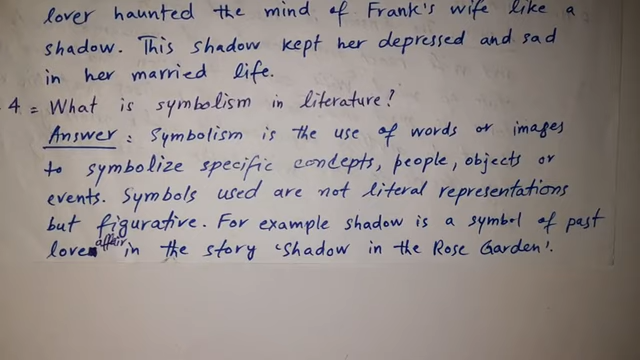 lover haunted the mind of Frank's wife like a
shadow. This shadow kept her depressed and sad
in her married life.
4 = What is symbolism in literature?
Answer : Symbolism is the use of words or images
to symbolize specific concepts, people, objects or
events. Symbols used are not literal representations
but figurative. For example shadow is a symbol of past
love affair in the story 'Shadow in the Rose Garden'.